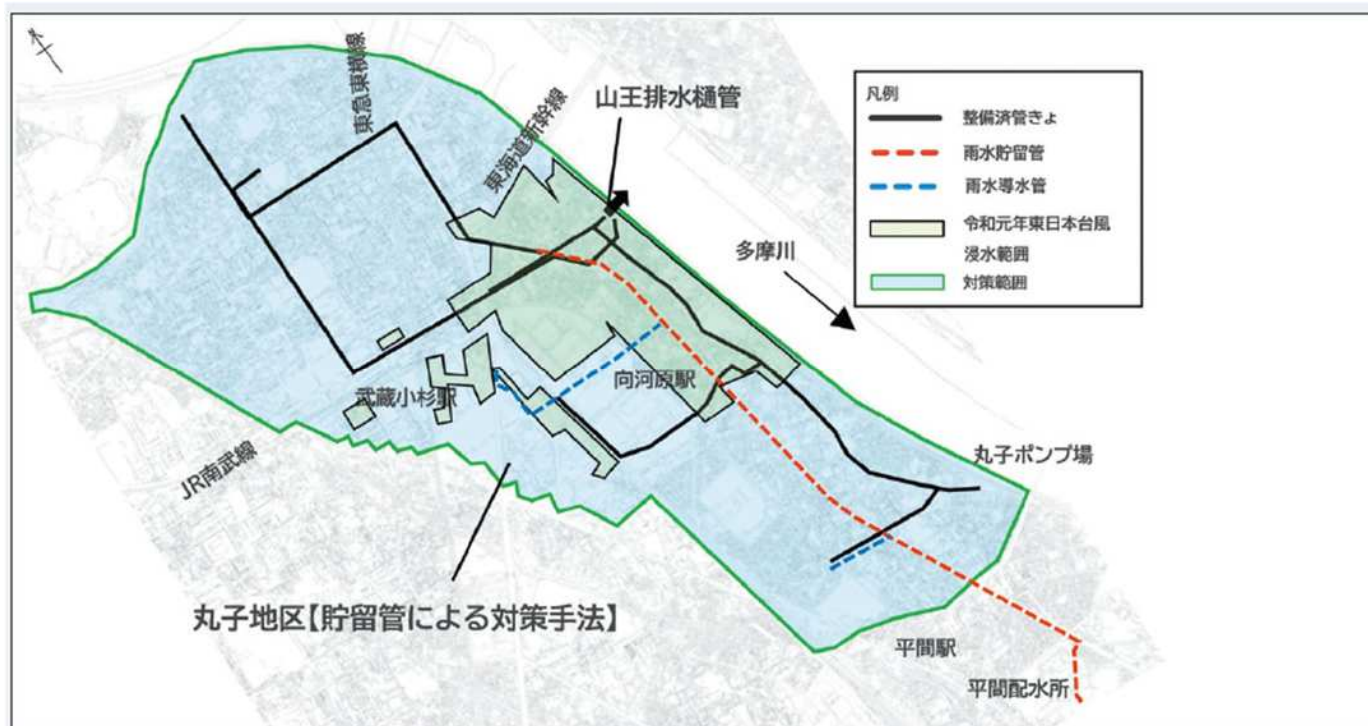 東急東横線
東海道新幹線
山王排水樋管
凡例
整備済管きょ
雨水貯留管
雨水導水管
令和元年東日本台風
浸水範囲
対策範囲
多摩川
向河原駅
武蔵小杉駅
JR南武線
丸子ポンプ場
丸子地区【貯留管による対策手法】
平間駅
平間配水所